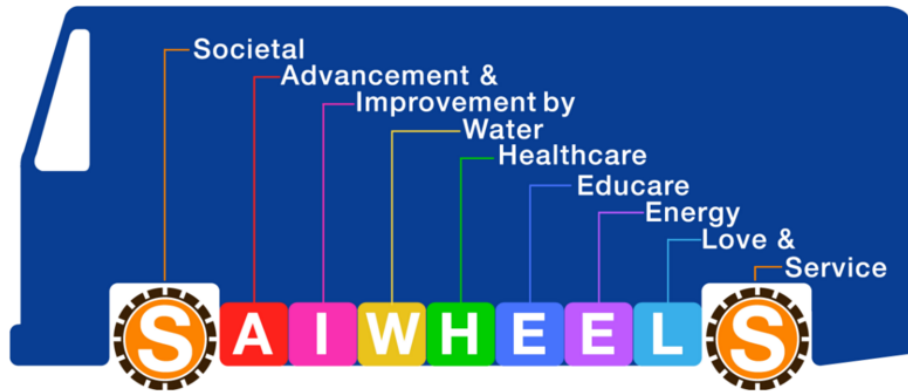 Societal
Advancement &
Improvement by
Water
Healthcare
Educare
Energy
Love &
Service
SAIWHEELS